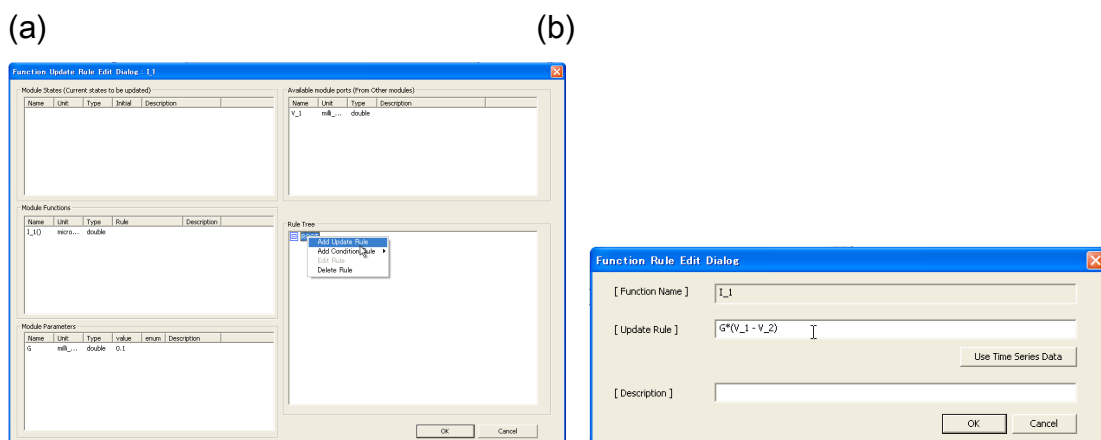 (a)
(b)
Function Update Rule Edit Dialog : I_1
Module States (Current states to be updated)
Name Unit Type Initial Description
Available module ports (From Other modules)
Name Unit Type Description
V_1 milli_... double
Module Functions
Name Unit Type Rule Description
I_1() micro... double
Rule Tree
Add Update Rule
Add Condition Rule
Edit Rule
Delete Rule
Module Parameters
Name Unit Type value enum Description
G milli_... double 0.1
OK Cancel
Function Rule Edit Dialog
[ Function Name ] I_1
[ Update Rule ] G*(V_1 - V_2)
Use Time Series Data
[ Description ]
OK Cancel